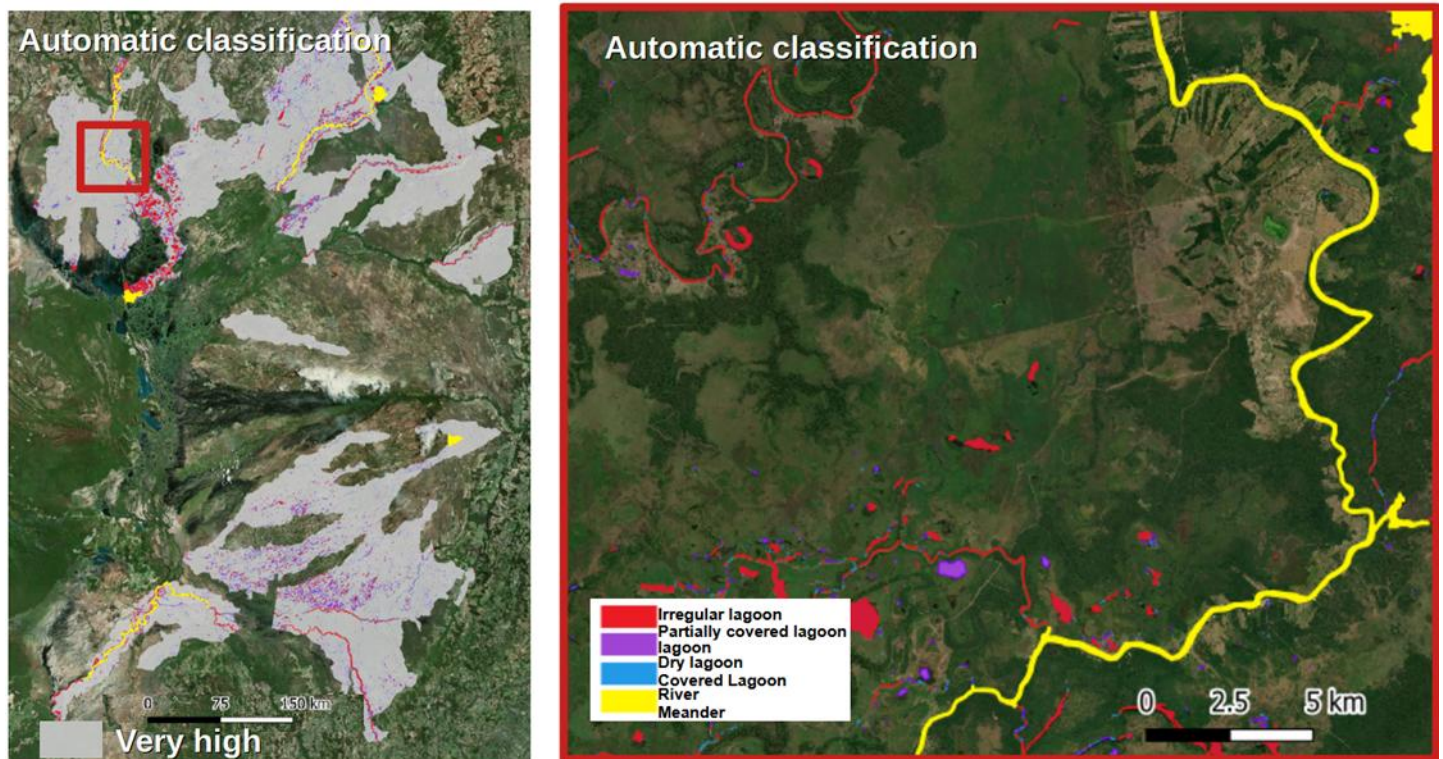 Automatic classification
0 75 150 km
Very high
Automatic classification
Irregular lagoon
Partially covered lagoon
lagoon
Dry lagoon
Covered Lagoon
River
Meander
0 2.5 5 km